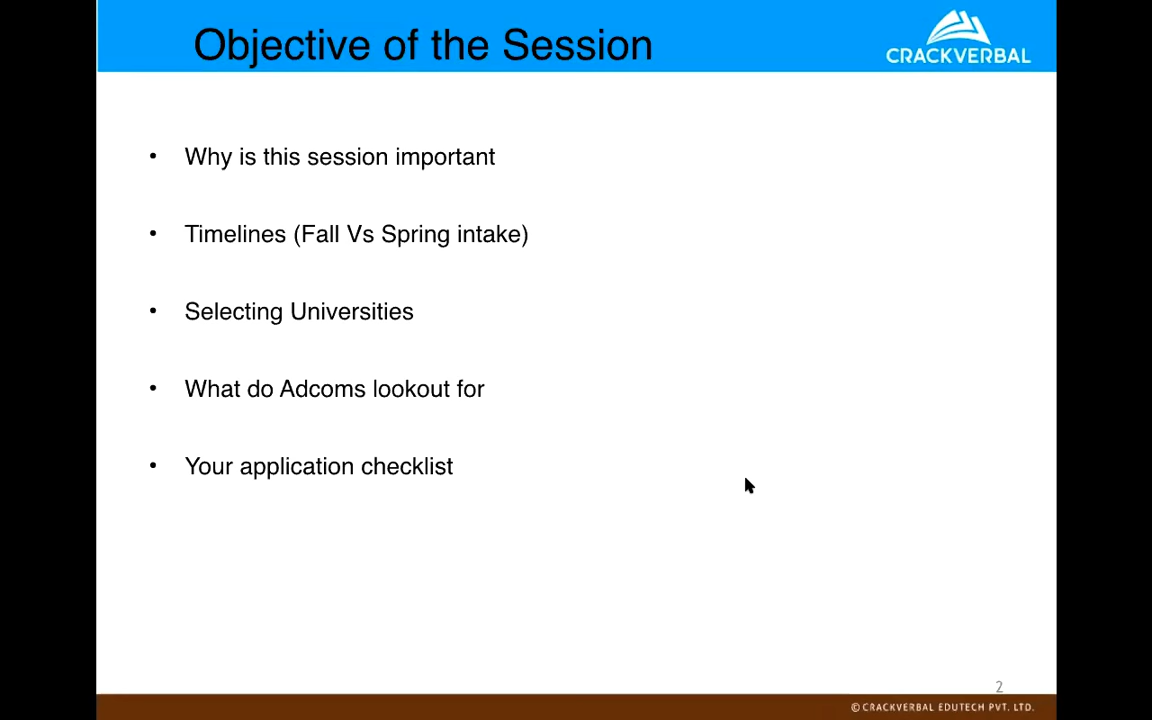 Objective of the Session
CRACKVERBAL
• Why is this session important
• Timelines (Fall Vs Spring intake)
• Selecting Universities
• What do Adcoms lookout for
• Your application checklist
2
© CRACKVERBAL EDUTECH PVT. LTD.